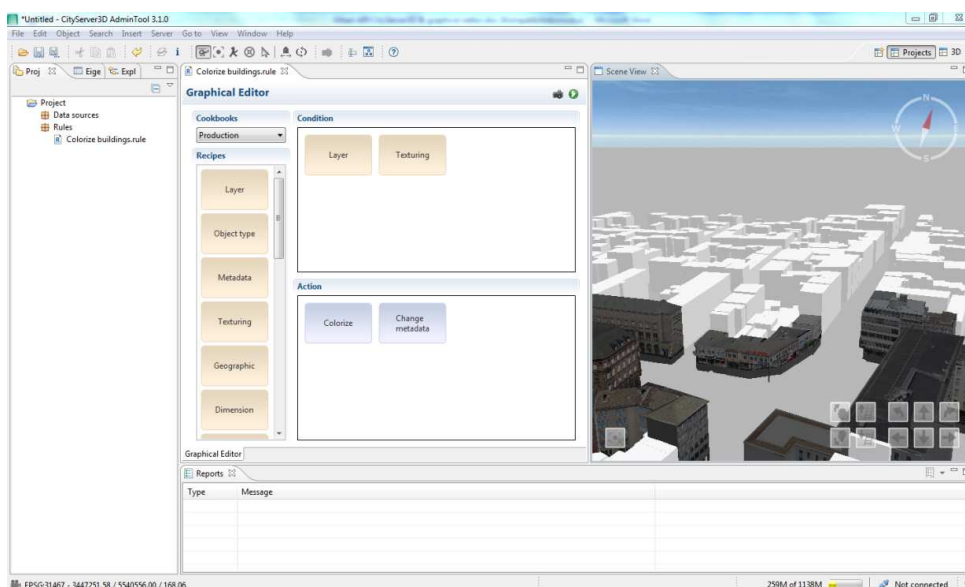 *Untitled - CityServer3D AdminTool 3.1.0
File Edit Object Search Insert Server Go to View Window Help
Projects 3D
Proj Eige Expl
Colorize buildings.rule
Scene View
Project
Data sources
Rules
Colorize buildings.rule
Graphical Editor
Cookbooks
Production
Recipes
Layer
Object type
Metadata
Texturing
Geographic
Dimension
Condition
Layer Texturing
Action
Colorize Change metadata
Graphical Editor
N
W E
S
Reports
Type Message
EPSG:31467 - 3447251.58 / 5540556.00 / 168.06
259M of 1138M
Not connected